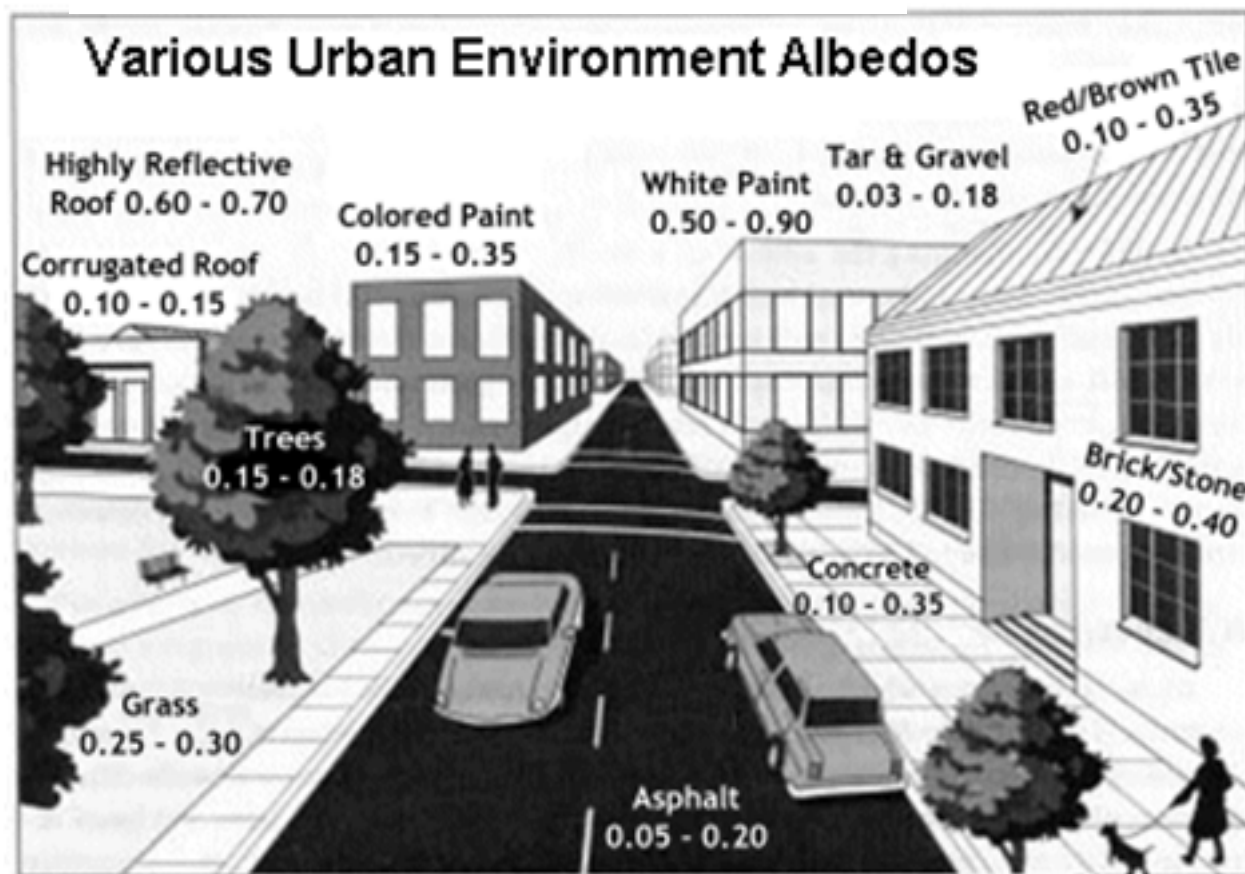 Various Urban Environment Albedos
Red/Brown Tile
0.10 - 0.35
Highly Reflective
Roof 0.60 - 0.70
Colored Paint
0.15 - 0.35
White Paint
0.50 - 0.90
Tar & Gravel
0.03 - 0.18
Corrugated Roof
0.10 - 0.15
Trees
0.15 - 0.18
Brick/Stone
0.20 - 0.40
Concrete
0.10 - 0.35
Grass
0.25 - 0.30
Asphalt
0.05 - 0.20